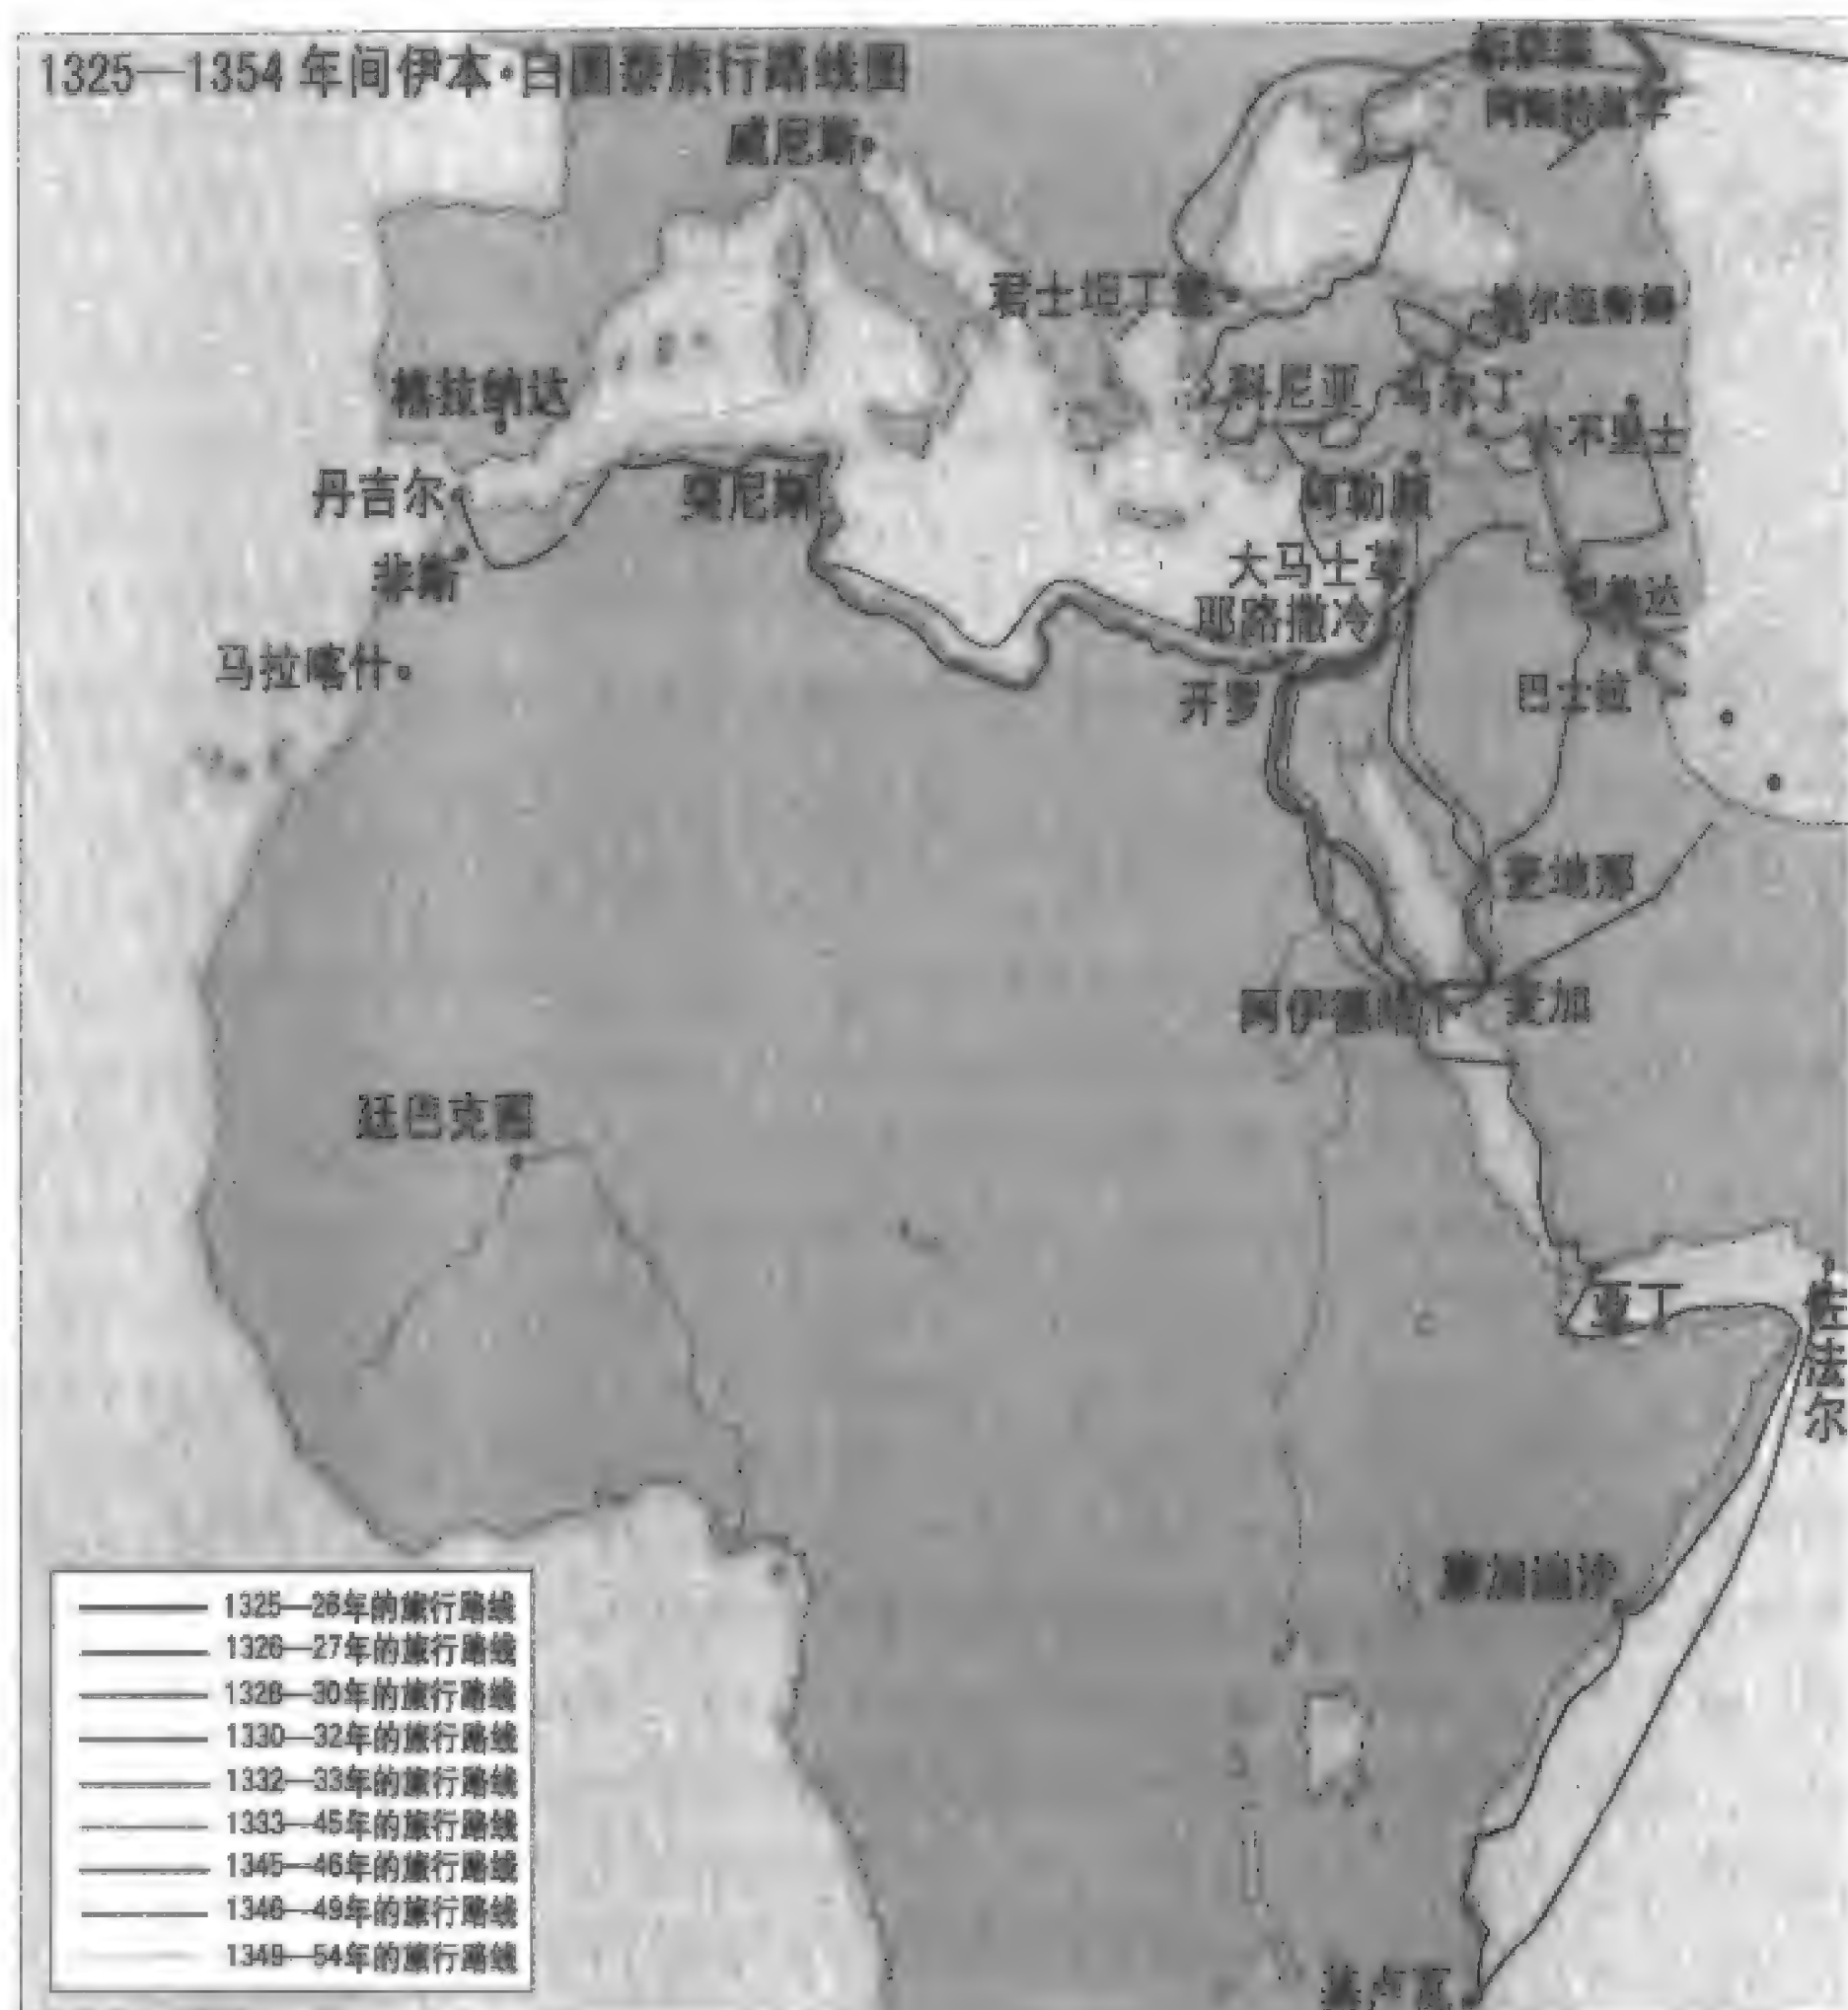 1325—1354 年间伊本·白图泰旅行路线图
威尼斯
阿斯特拉罕
君士坦丁堡
格拉纳达
科尼亚
马尔丁
大不里士
丹吉尔
突尼斯
阿勒颇
非斯
大马士革
耶路撒冷
巴格达
马拉喀什
开罗
巴士拉
麦地那
阿伊德哈卜
麦加
廷巴克图
亚丁
佐法尔
摩加迪沙
1325—26年的旅行路线
1326—27年的旅行路线
1328—30年的旅行路线
1330—32年的旅行路线
1332—33年的旅行路线
1333—45年的旅行路线
1345—46年的旅行路线
1346—49年的旅行路线
1349—54年的旅行路线